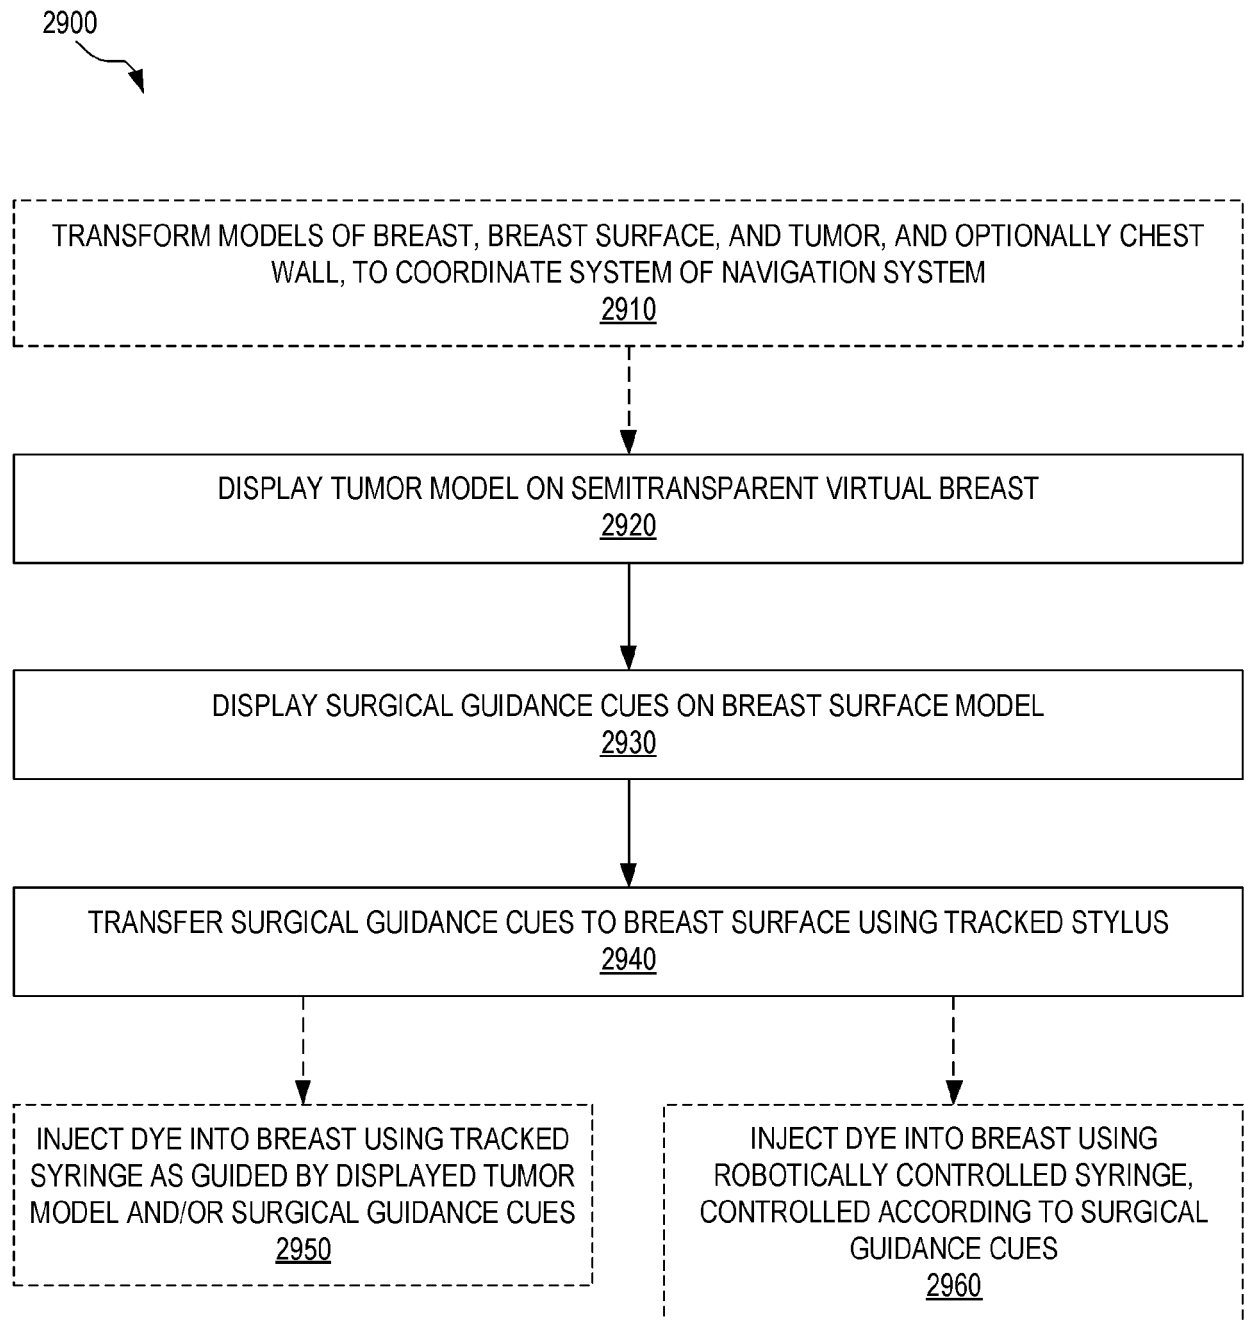 2900
TRANSFORM MODELS OF BREAST, BREAST SURFACE, AND TUMOR, AND OPTIONALLY CHEST
WALL, TO COORDINATE SYSTEM OF NAVIGATION SYSTEM
2910
DISPLAY TUMOR MODEL ON SEMITRANSPARENT VIRTUAL BREAST
2920
DISPLAY SURGICAL GUIDANCE CUES ON BREAST SURFACE MODEL
2930
TRANSFER SURGICAL GUIDANCE CUES TO BREAST SURFACE USING TRACKED STYLUS
2940
INJECT DYE INTO BREAST USING TRACKED
SYRINGE AS GUIDED BY DISPLAYED TUMOR
MODEL AND/OR SURGICAL GUIDANCE CUES
2950
INJECT DYE INTO BREAST USING
ROBOTICALLY CONTROLLED SYRINGE,
CONTROLLED ACCORDING TO SURGICAL
GUIDANCE CUES
2960